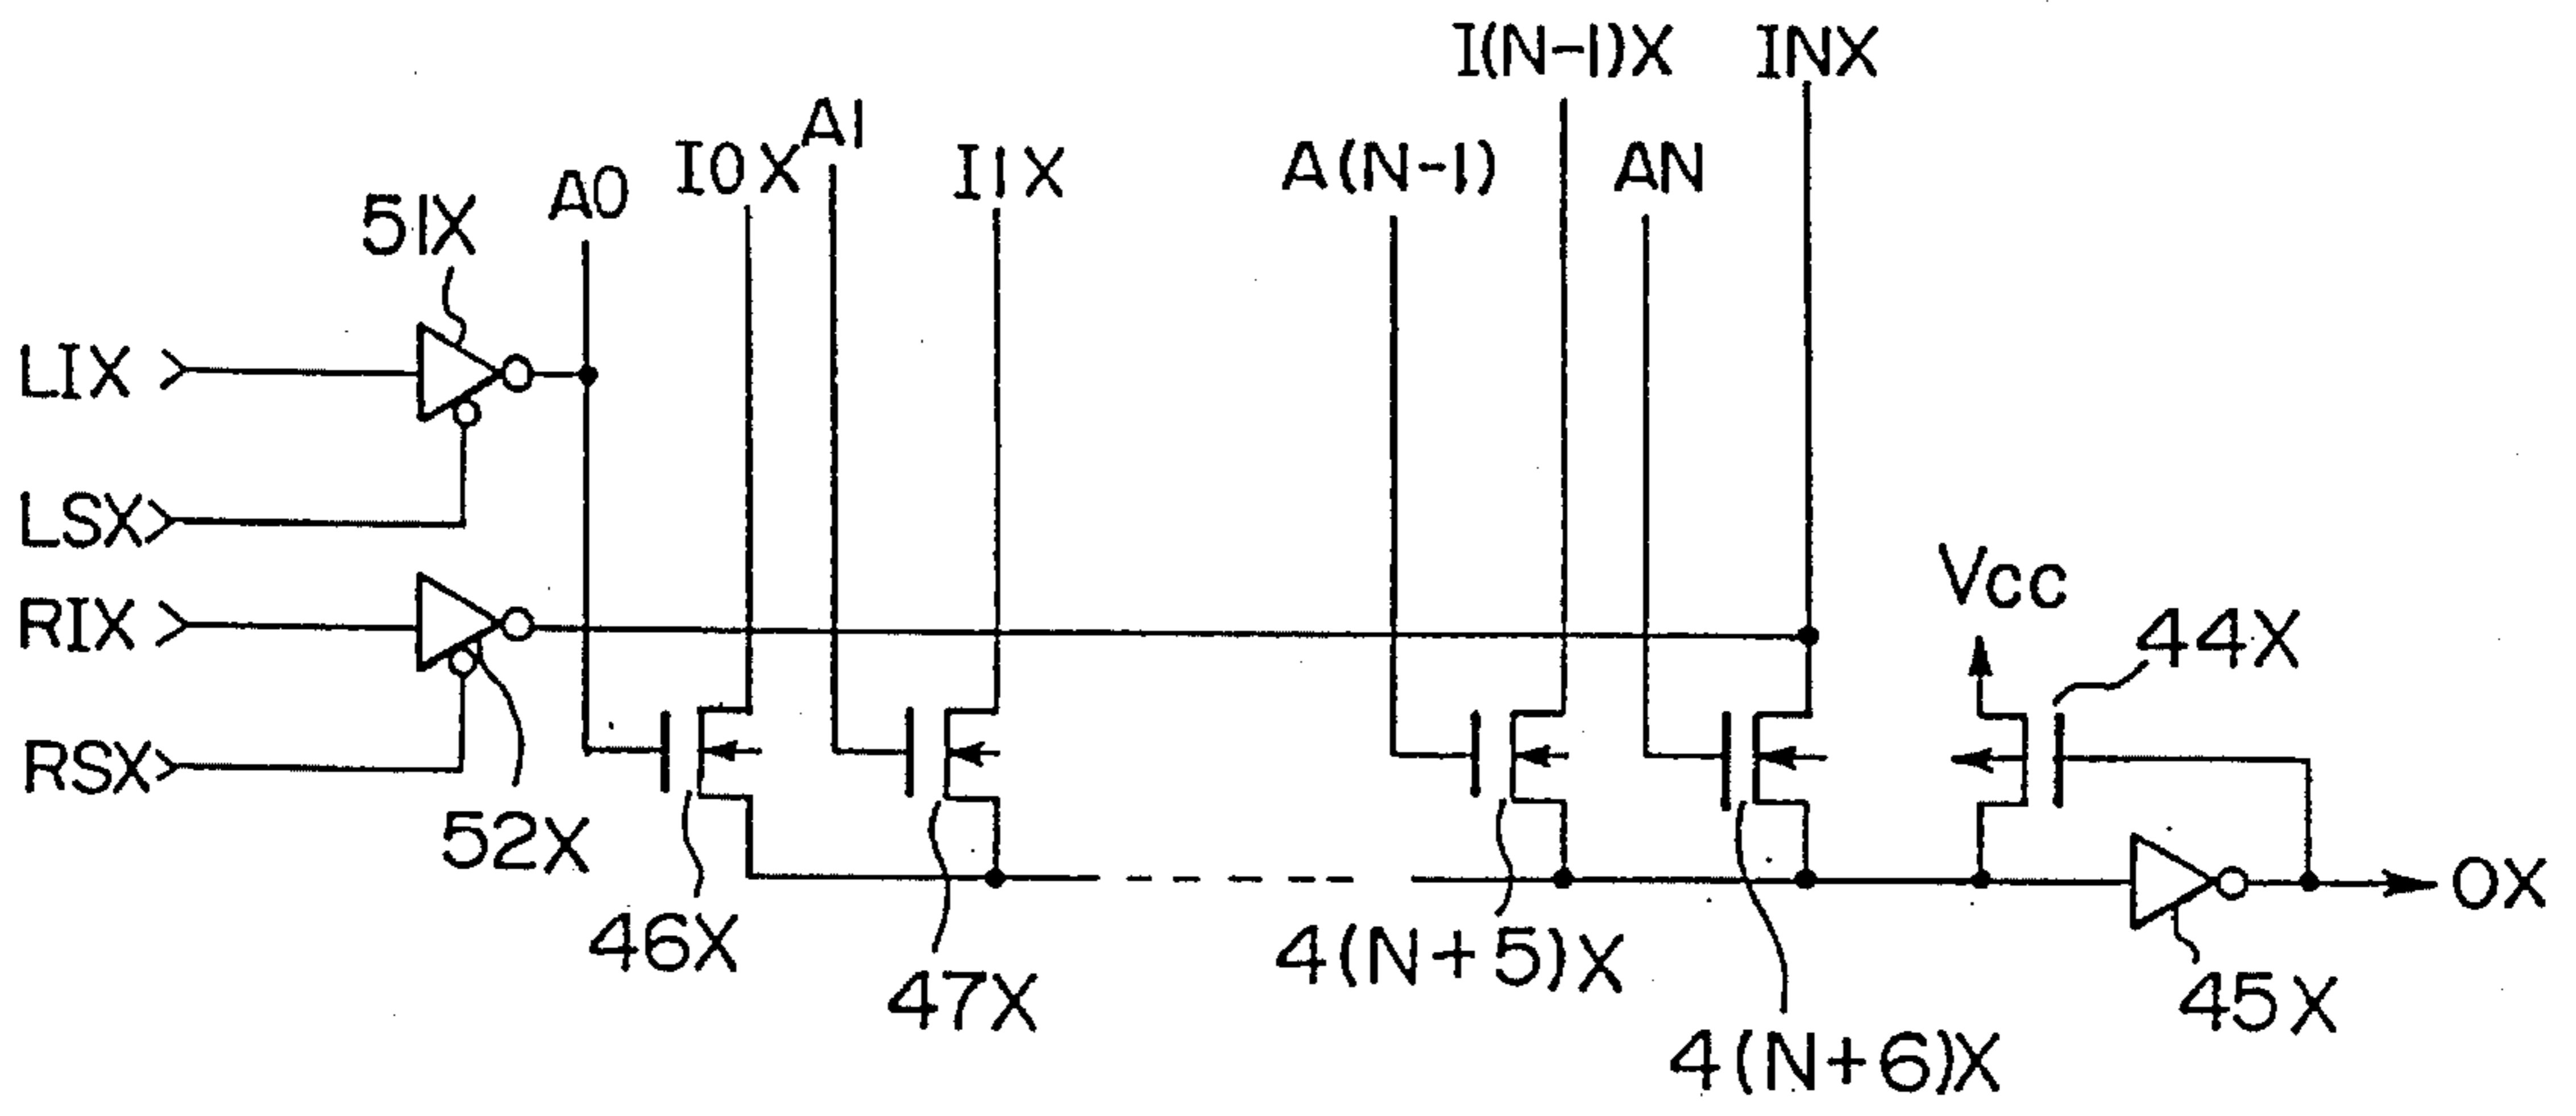 I(N-1)X
INX
A1
A0
I0X
I1X
A(N-1)
AN
51X
LIX
LSX
RIX
RSX
52X
Vcc
44X
46X
47X
4(N+5)X
4(N+6)X
45X
OX